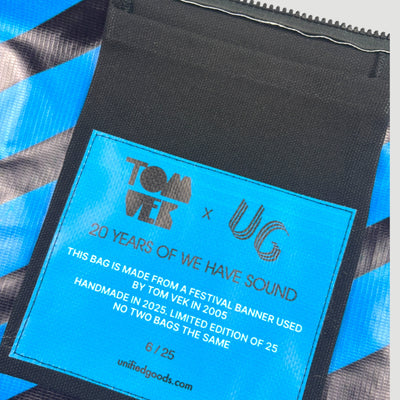 TOM
VEK x UG
20 YEARS OF WE HAVE SOUND
THIS BAG IS MADE FROM A FESTIVAL BANNER USED
BY TOM VEK IN 2005
HANDMADE IN 2025. LIMITED EDITION OF 25
NO TWO BAGS THE SAME
6 / 25
unifiedgoods.com